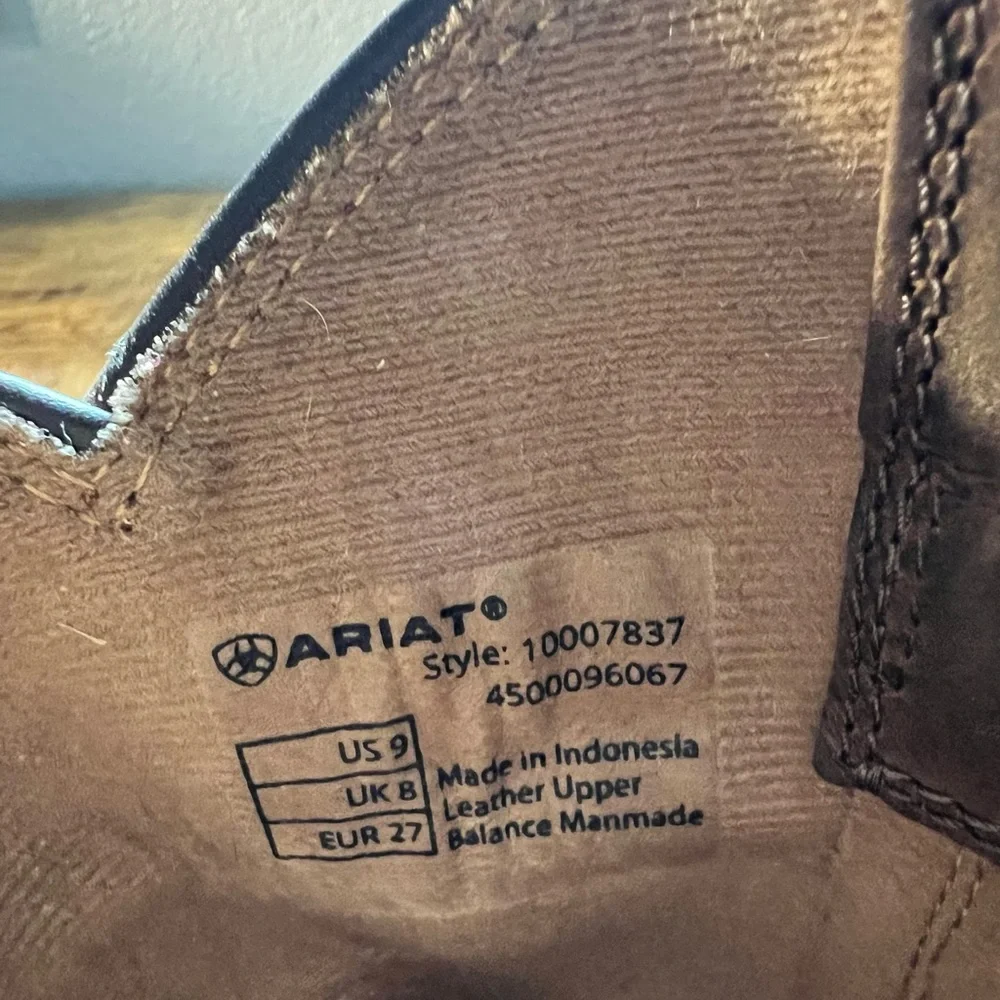 ARIAT®
Style: 10007837
4500096067
US 9
UK 8
EUR 27
Made in Indonesia
Leather Upper
Balance Manmade